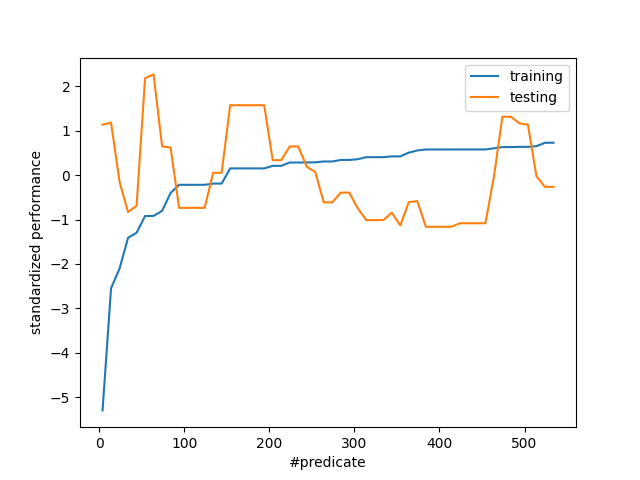 training
testing
standardized performance
2
1
0
−1
−2
−3
−4
−5
0 100 200 300 400 500
#predicate